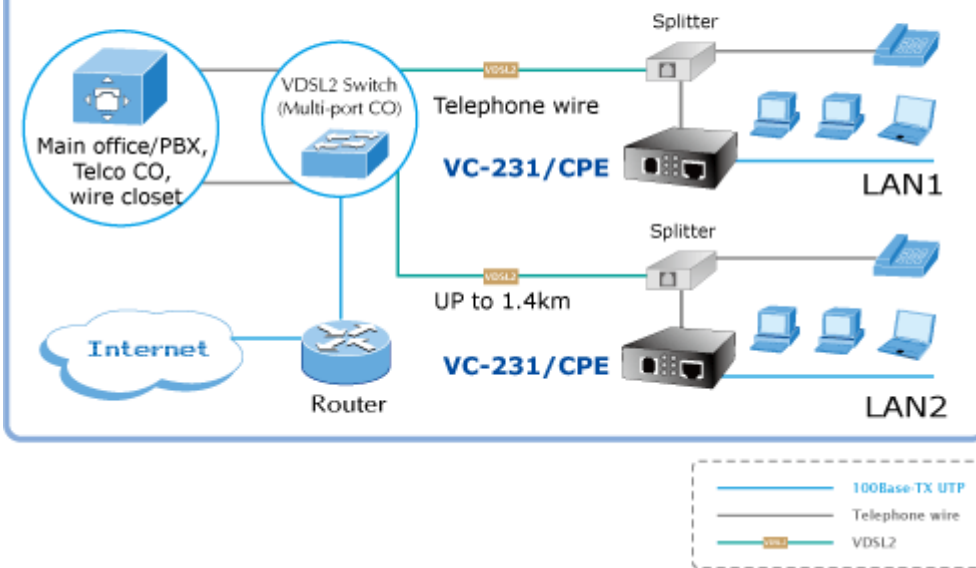 Splitter
VDSL2 Switch
(Multi-port CO)
VDSL2
Telephone wire
Main office/PBX,
Telco CO,
wire closet
VC-231/CPE
LAN1
Splitter
VDSL2
UP to 1.4km
Internet
VC-231/CPE
Router
LAN2
100Base-TX UTP
Telephone wire
VDSL2
VDSL2